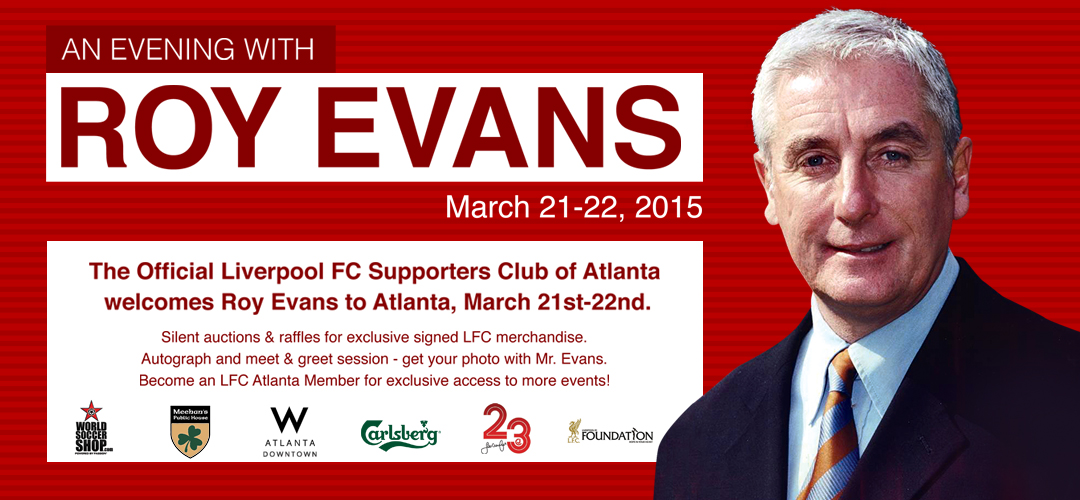 AN EVENING WITH
ROY EVANS
March 21-22, 2015
The Official Liverpool FC Supporters Club of Atlanta
welcomes Roy Evans to Atlanta, March 21st-22nd.
Silent auctions & raffles for exclusive signed LFC merchandise.
Autograph and meet & greet session - get your photo with Mr. Evans.
Become an LFC Atlanta Member for exclusive access to more events!
WORLD
SOCCER
SHOP.com
Meehan's
Public House
W
ATLANTA
DOWNTOWN
Carlsberg
23
LFC
FOUNDATION